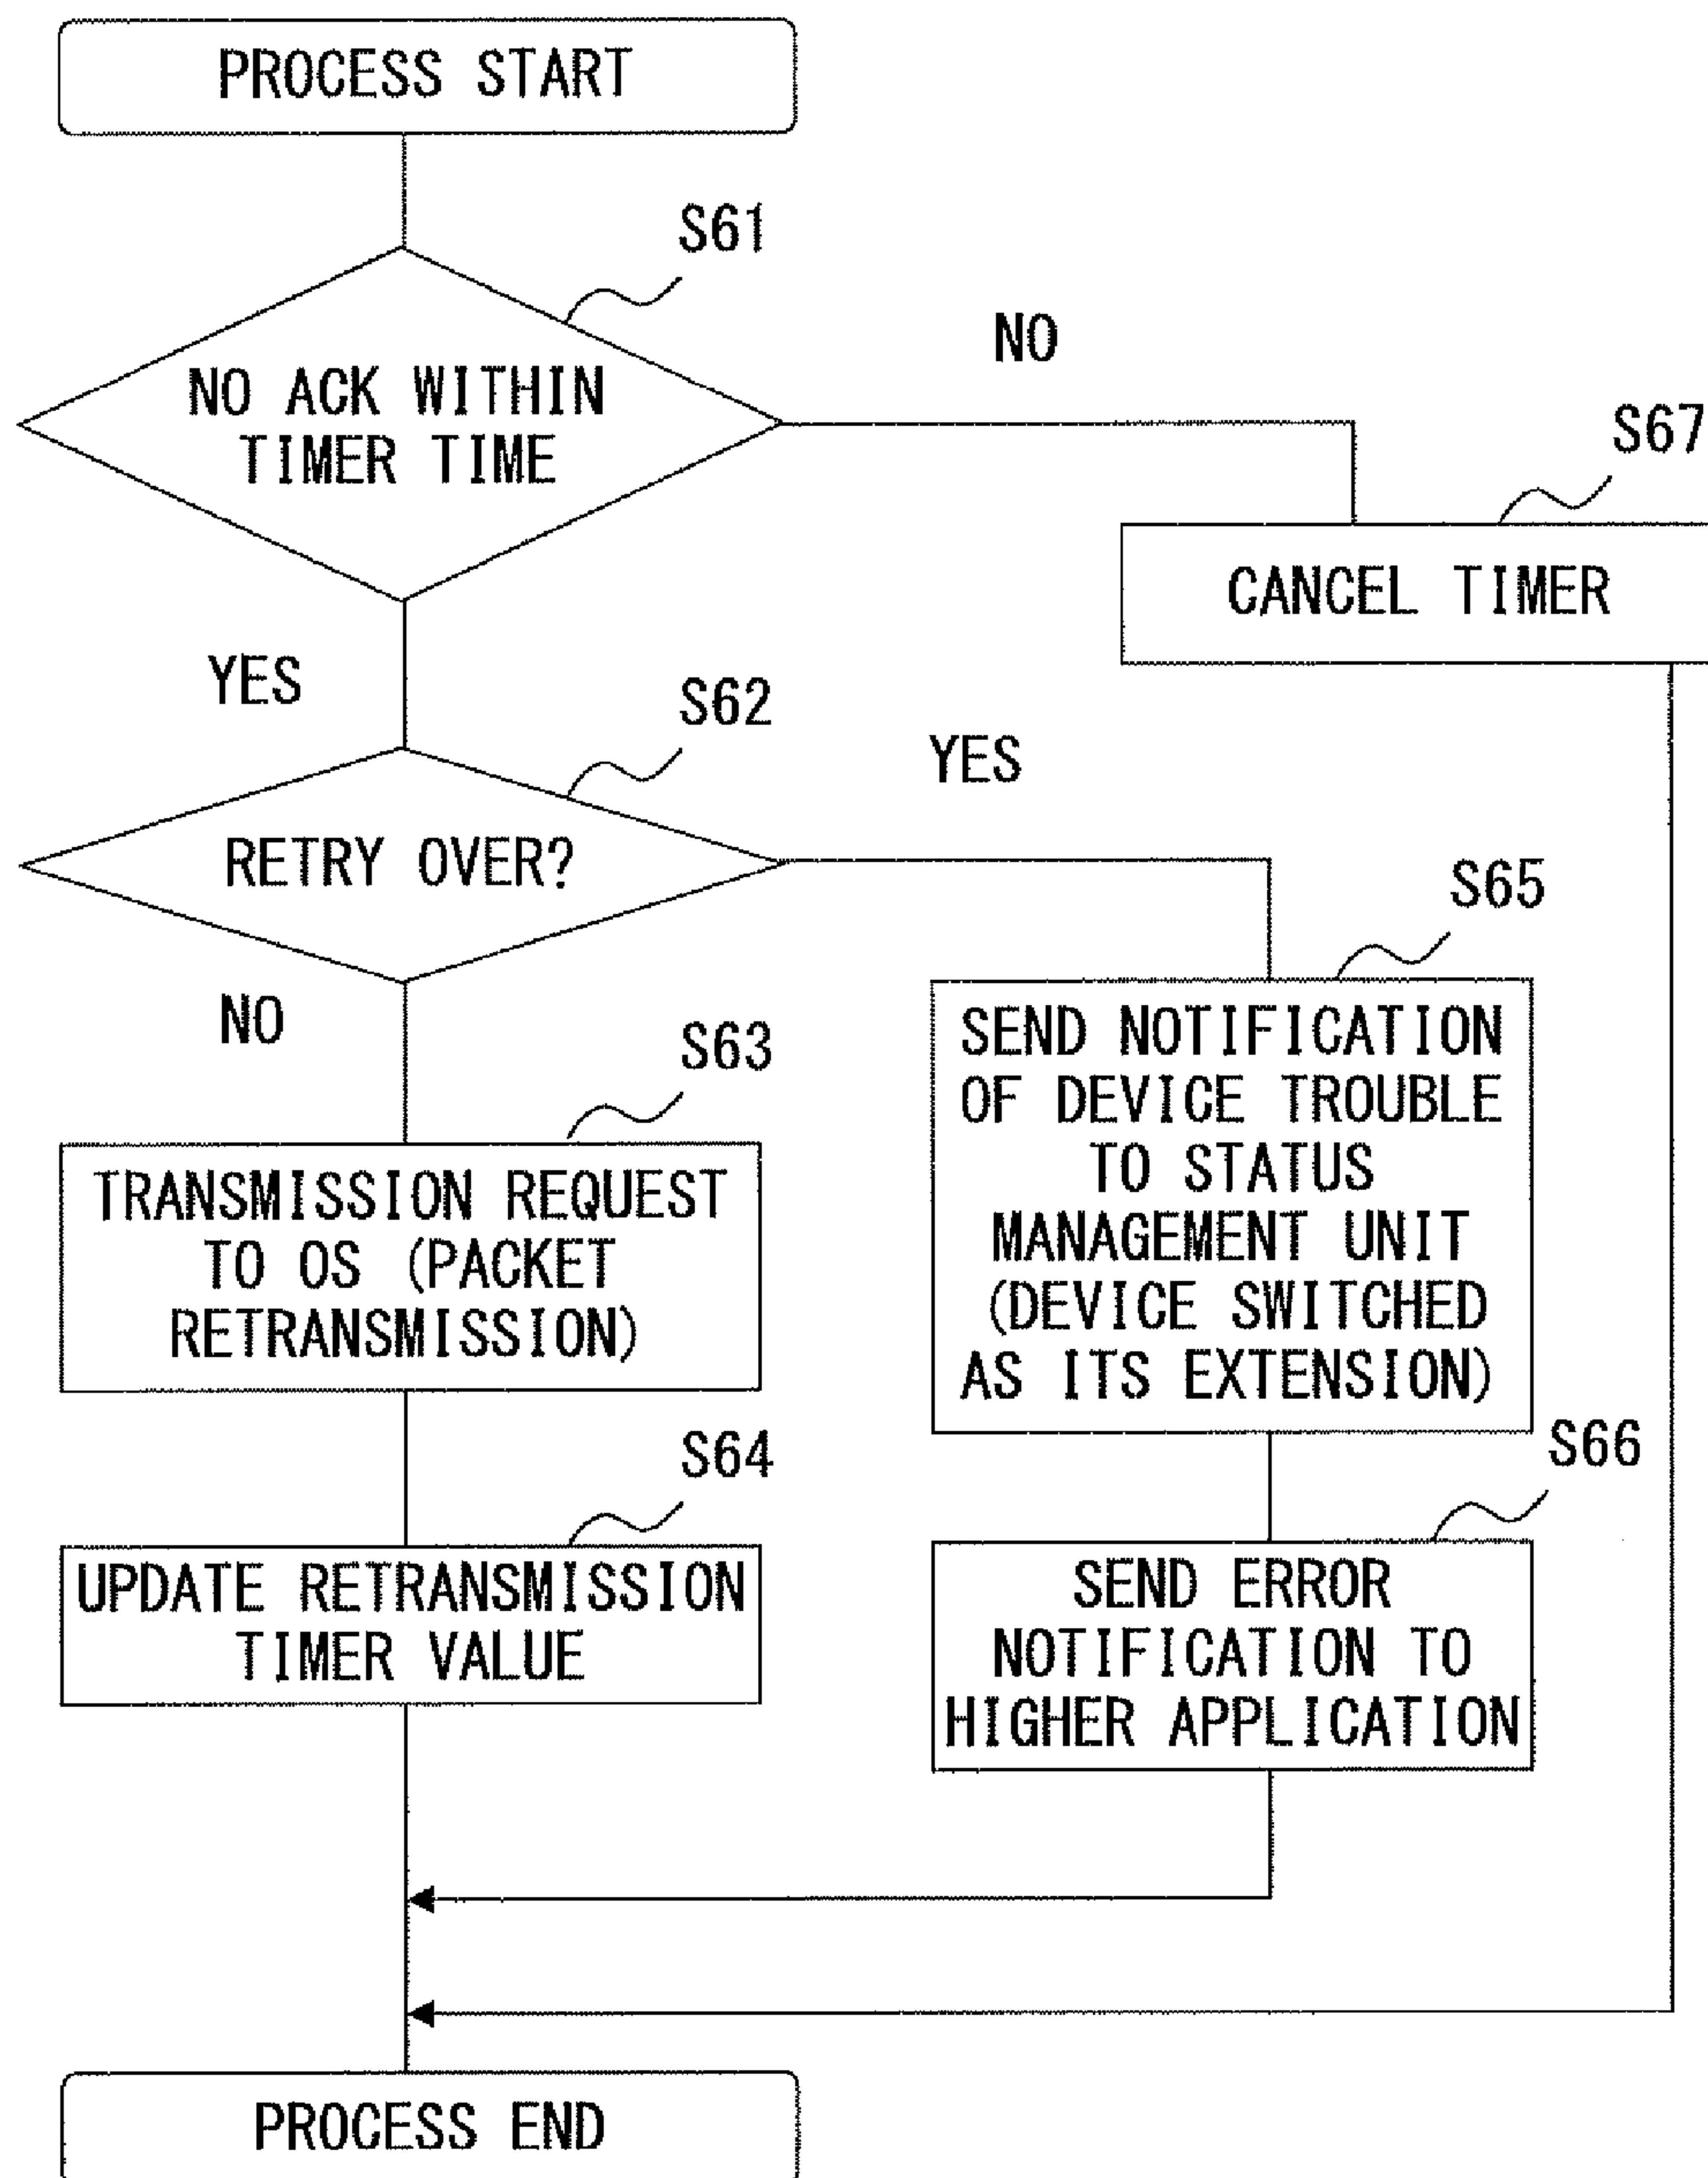 PROCESS START
S61
NO ACK WITHIN
TIMER TIME
NO
S67
CANCEL TIMER
YES
S62
YES
RETRY OVER?
S65
NO
S63
SEND NOTIFICATION
OF DEVICE TROUBLE
TO STATUS
MANAGEMENT UNIT
(DEVICE SWITCHED
AS ITS EXTENSION)
TRANSMISSION REQUEST
TO OS (PACKET
RETRANSMISSION)
S64
S66
UPDATE RETRANSMISSION
TIMER VALUE
SEND ERROR
NOTIFICATION TO
HIGHER APPLICATION
PROCESS END